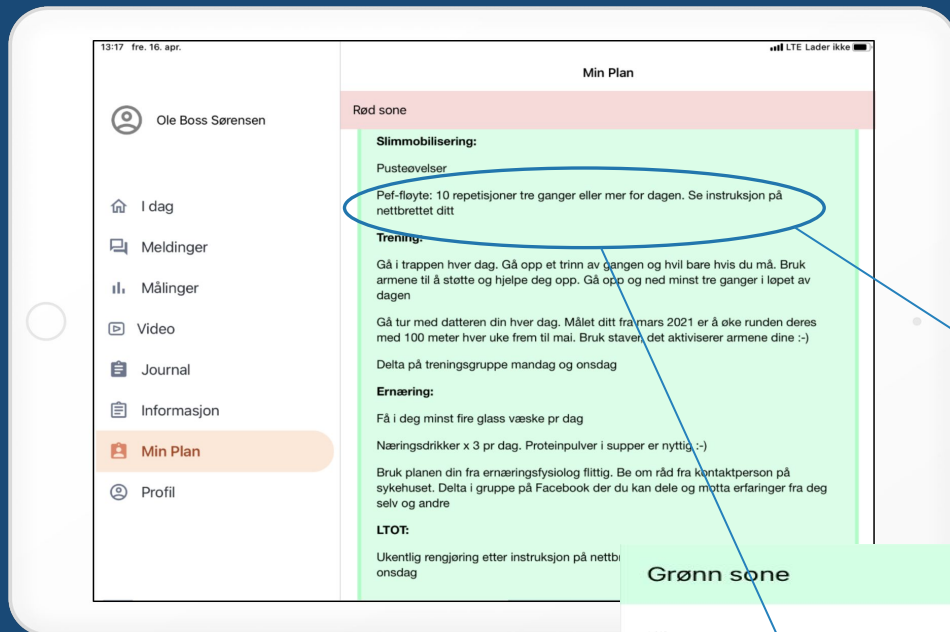 13:17 fre. 16. apr.
LTE Lader ikke
Min Plan
Ole Boss Sørensen
I dag
Meldinger
Målinger
Video
Journal
Informasjon
Min Plan
Profil
Rød sone
Slimmobilisering:
Pusteøvelser
Pef-fløyte: 10 repetisjoner tre ganger eller mer for dagen. Se instruksjon på
nettbrettet ditt
Trening:
Gå i trappen hver dag. Gå opp et trinn av gangen og hvil bare hvis du må. Bruk
armene til å støtte og hjelpe deg opp. Gå opp og ned minst tre ganger i løpet av
dagen
Gå tur med datteren din hver dag. Målet ditt fra mars 2021 er å øke runden deres
med 100 meter hver uke frem til mai. Bruk staver, det aktiviserer armene dine :-)
Delta på treningsgruppe mandag og onsdag
Ernæring:
Få i deg minst fire glass væske pr dag
Næringsdrikker x 3 pr dag. Proteinpulver i supper er nyttig :-)
Bruk planen din fra ernæringsfysiolog flittig. Be om råd fra kontaktperson på
sykehuset. Delta i gruppe på Facebook der du kan dele og motta erfaringer fra deg
selv og andre
LTOT:
Ukentlig rengjøring etter instruksjon på
onsdag
Grønn sone